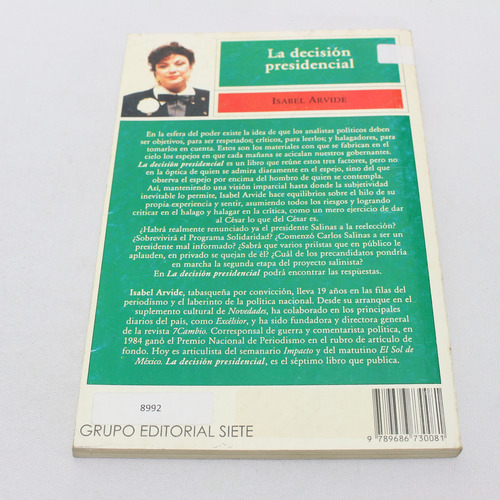 La decisión
presidencial
ISABEL ARVIDE
En la esfera del poder existe la idea de que los analistas políticos deben
ser objetivos, para ser respetados; críticos, para leerlos; y halagadores, para
tomarlos en cuenta. Estos son los materiales con que se fabrican en el
cielo los espejos en que cada mañana se acicalan nuestros gobernantes.
La decisión presidencial es un libro que reúne estos tres factores, pero no
en la óptica de quien se admira diariamente en el espejo, sino del que
observa el espejo por encima del hombro de quien se contempla.
Así, manteniendo una visión imparcial hasta donde la subjetividad
inevitable lo permite, Isabel Arvide hace equilibrios sobre el hilo de su
propia experiencia y sentir, asumiendo todos los riesgos y logrando
criticar en el halago y halagar en la crítica, como un mero ejercicio de dar
al César lo que del César es.
¿Habrá realmente renunciado ya el presidente Salinas a la reelección?
¿Sobrevivirá el Programa Solidaridad? ¿Comenzó Carlos Salinas a ser un
presidente mal informado? ¿Sabrá que varios priistas que en público le
aplauden, en privado se quejan de él? ¿Cuál de los precandidatos pondría
en marcha la segunda etapa del proyecto salinista?
En La decisión presidencial podrá encontrar las respuestas.
Isabel Arvide, tabasqueña por convicción, lleva 19 años en las filas del
periodismo y el laberinto de la política nacional. Desde su arranque en el
suplemento cultural de Novedades, ha colaborado en los principales
diarios del país, como Excélsior, y ha sido fundadora y directora general
de la revista 7Cambio. Corresponsal de guerra y comentarista política, en
1984 ganó el Premio Nacional de Periodismo en el rubro de artículo de
fondo. Hoy es articulista del semanario Impacto y del matutino El Sol de
México. La decisión presidencial, es el séptimo libro que publica.
8992
GRUPO EDITORIAL SIETE
9 789686 730081